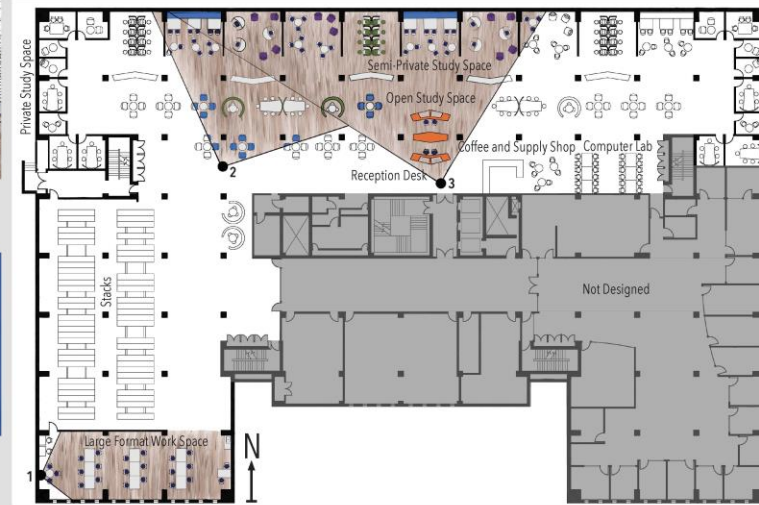 Private Study Space
Semi-Private Study Space
Open Study Space
Coffee and Supply Shop
Computer Lab
2
Reception Desk
3
Stacks
Not Designed
Large Format Work Space
1
N